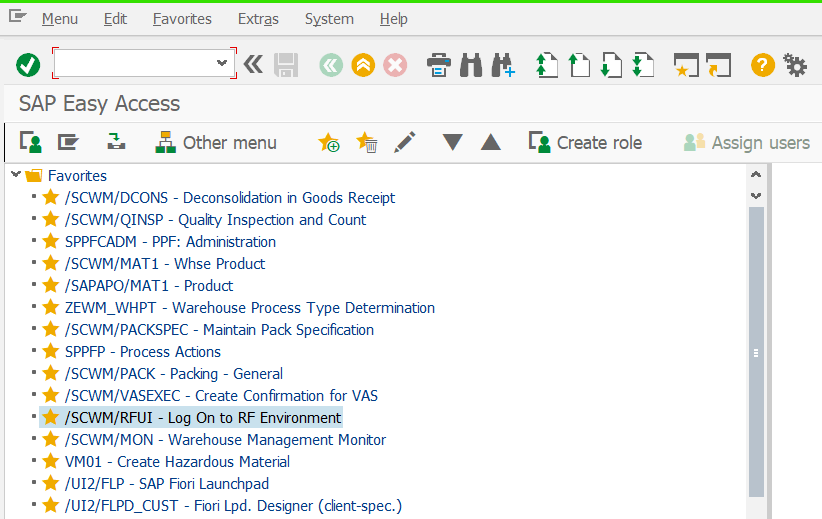 Menu Edit Favorites Extras System Help
SAP Easy Access
Other menu Create role Assign users
Favorites
/SCWM/DCONS - Deconsolidation in Goods Receipt
/SCWM/QINSP - Quality Inspection and Count
SPPFCADM - PPF: Administration
/SCWM/MAT1 - Whse Product
/SAPAPO/MAT1 - Product
ZEWM_WHPT - Warehouse Process Type Determination
/SCWM/PACKSPEC - Maintain Pack Specification
SPPFP - Process Actions
/SCWM/PACK - Packing - General
/SCWM/VASEXEC - Create Confirmation for VAS
/SCWM/RFUI - Log On to RF Environment
/SCWM/MON - Warehouse Management Monitor
VM01 - Create Hazardous Material
/UI2/FLP - SAP Fiori Launchpad
/UI2/FLPD_CUST - Fiori Lpd. Designer (client-spec.)